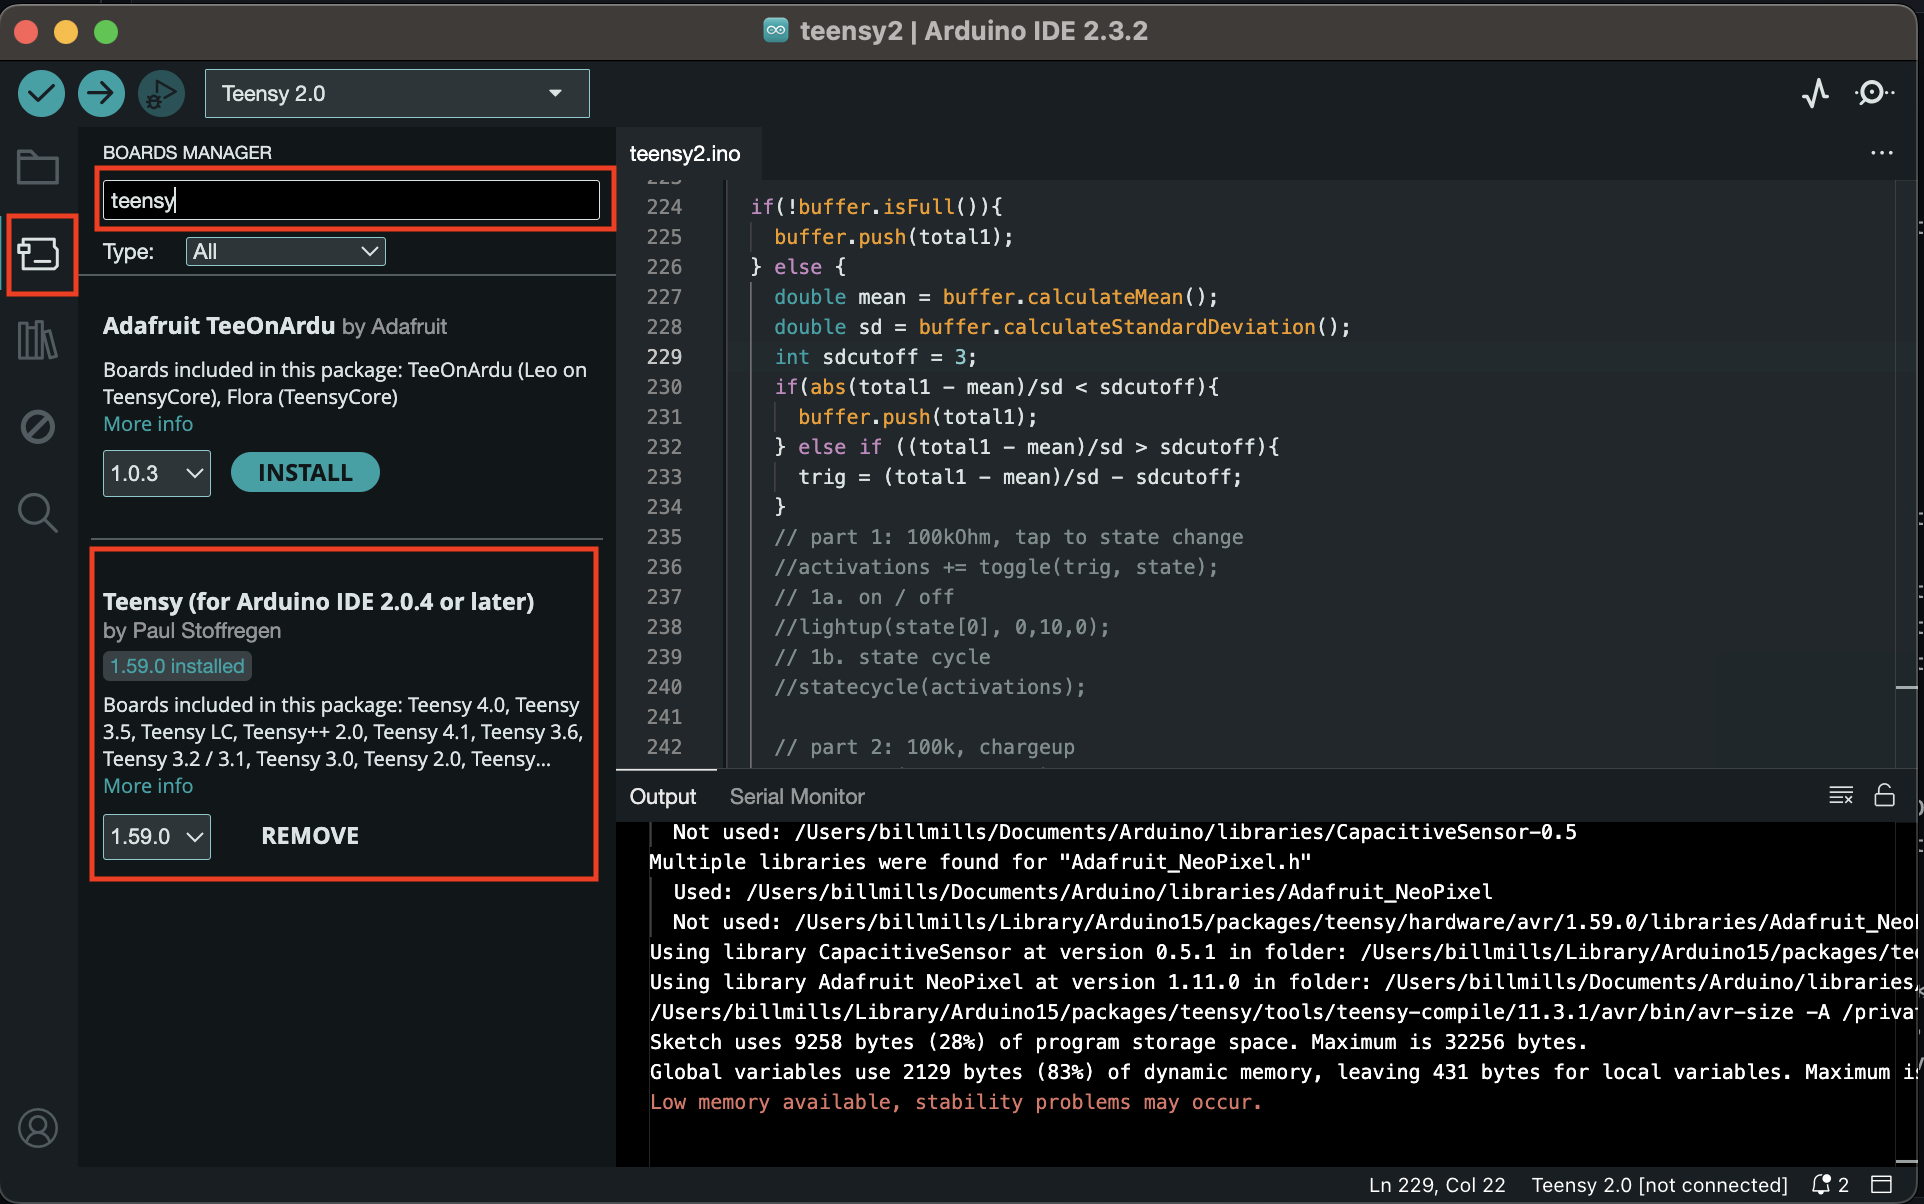 teensy2 | Arduino IDE 2.3.2
Teensy 2.0
BOARDS MANAGER
teensy
Type: All
Adafruit TeeOnArdu by Adafruit
Boards included in this package: TeeOnArdu (Leo on
TeensyCore), Flora (TeensyCore)
More info
1.0.3 INSTALL
Teensy (for Arduino IDE 2.0.4 or later)
by Paul Stoffregen
1.59.0 installed
Boards included in this package: Teensy 4.0, Teensy
3.5, Teensy LC, Teensy++ 2.0, Teensy 4.1, Teensy 3.6,
Teensy 3.2 / 3.1, Teensy 3.0, Teensy 2.0, Teensy...
More info
1.59.0 REMOVE
teensy2.ino
224 if(!buffer.isFull()){
225 buffer.push(total1);
226 } else {
227 double mean = buffer.calculateMean();
228 double sd = buffer.calculateStandardDeviation();
229 int sdcutoff = 3;
230 if(abs(total1 - mean)/sd < sdcutoff){
231 buffer.push(total1);
232 } else if ((total1 - mean)/sd > sdcutoff){
233 trig = (total1 - mean)/sd - sdcutoff;
234 }
235 // part 1: 100kOhm, tap to state change
236 //activations += toggle(trig, state);
237 // 1a. on / off
238 //lightup(state[0], 0,10,0);
239 // 1b. state cycle
240 //statecycle(activations);
241
242 // part 2: 100k, chargeup
Output Serial Monitor
Not used: /Users/billmills/Documents/Arduino/libraries/CapacitiveSensor-0.5
Multiple libraries were found for "Adafruit_NeoPixel.h"
Used: /Users/billmills/Documents/Arduino/libraries/Adafruit_NeoPixel
Not used: /Users/billmills/Library/Arduino15/packages/teensy/hardware/avr/1.59.0/libraries/Adafruit_Neo
Using library CapacitiveSensor at version 0.5.1 in folder: /Users/billmills/Library/Arduino15/packages/tee
Using library Adafruit NeoPixel at version 1.11.0 in folder: /Users/billmills/Documents/Arduino/libraries/
/Users/billmills/Library/Arduino15/packages/teensy/tools/teensy-compile/11.3.1/avr/bin/avr-size -A /priva
Sketch uses 9258 bytes (28%) of program storage space. Maximum is 32256 bytes.
Global variables use 2129 bytes (83%) of dynamic memory, leaving 431 bytes for local variables. Maximum i
Low memory available, stability problems may occur.
Ln 229, Col 22 Teensy 2.0 [not connected] 2